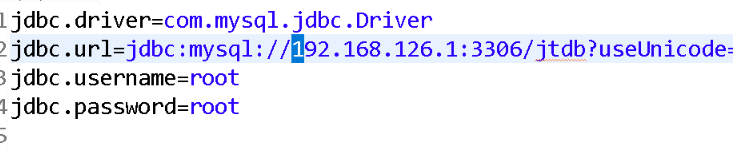 1jdbc.driver=com.mysql.jdbc.Driver
2jdbc.url=jdbc:mysql://192.168.126.1:3306/jtdb?useUnicode=
3jdbc.username=root
4jdbc.password=root
5